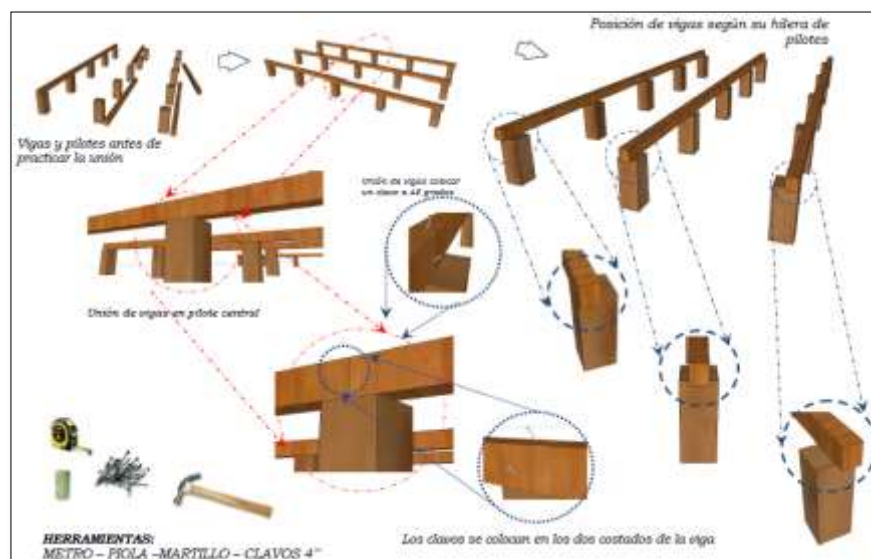 Posición de vigas según su hilera de
pilotes
Vigas y pilotes antes de
practicar la unión
Unión de vigas colocar
un clavo a 45 grados
Unión de vigas en pilote central
Los clavos se colocan en los dos costados de la viga
HERRAMIENTAS:
METRO – PIOLA –MARTILLO – CLAVOS 4"